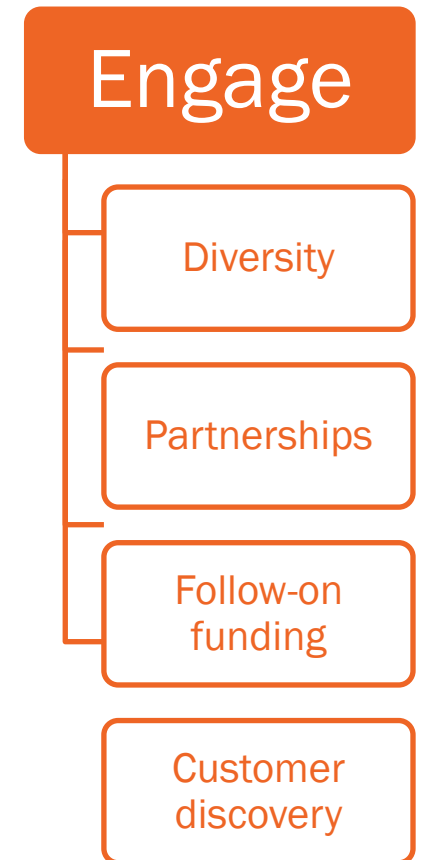 Engage
Diversity
Partnerships
Follow-on
funding
Customer
discovery